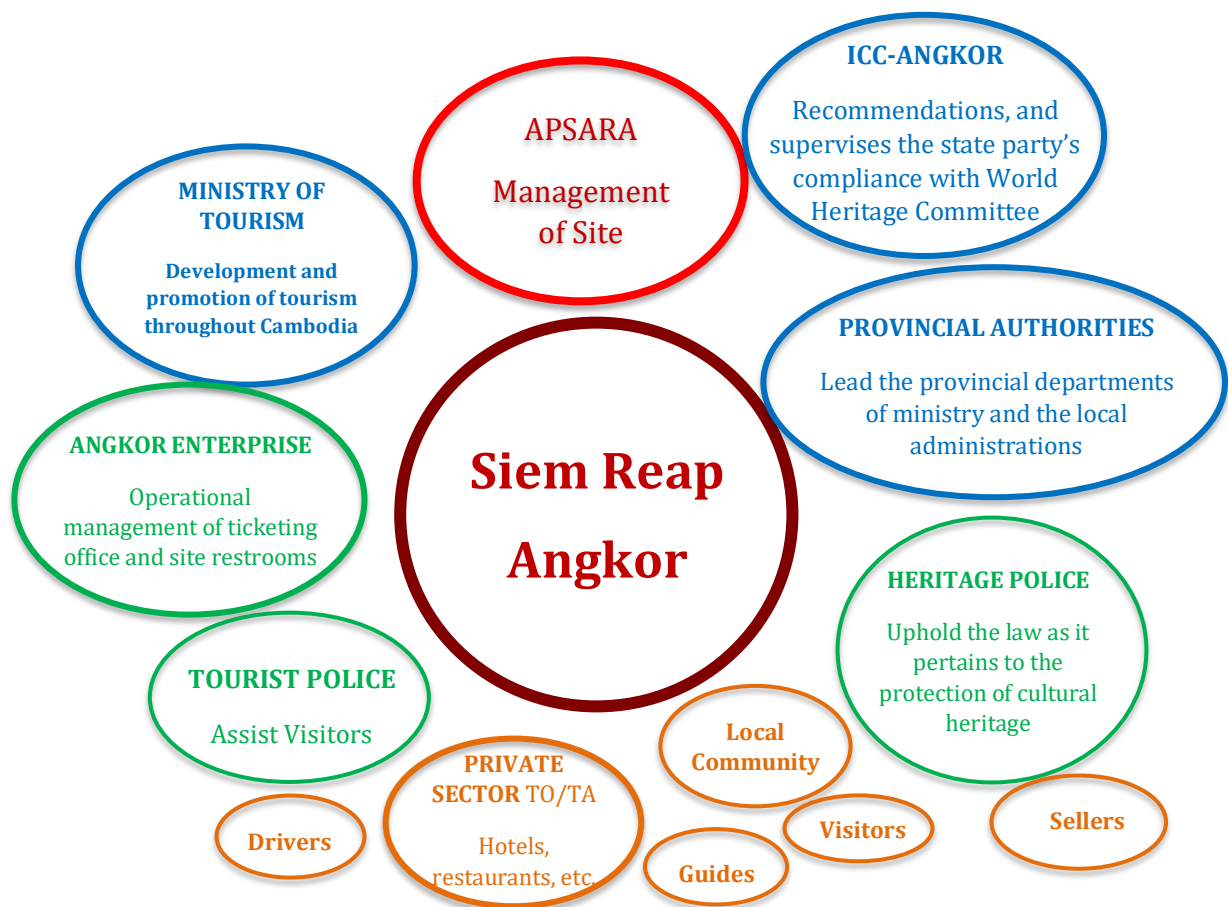 ICC-ANGKOR
Recommendations, and
supervises the state party's
compliance with World
Heritage Committee
APSARA
Management
of Site
MINISTRY OF
TOURISM
Development and
promotion of tourism
throughout Cambodia
PROVINCIAL AUTHORITIES
Lead the provincial departments
of ministry and the local
administrations
ANGKOR ENTERPRISE
Operational
management of ticketing
office and site restrooms
Siem Reap
Angkor
HERITAGE POLICE
Uphold the law as it
pertains to the
protection of cultural
heritage
TOURIST POLICE
Assist Visitors
Local
Community
PRIVATE
SECTOR TO/TA
Hotels,
restaurants, etc.
Drivers
Visitors
Sellers
Guides